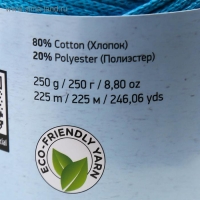 80% Cotton (Хлопок)
20% Polyester (Полиэстер)
250 g / 250 г / 8,80 oz
225 m / 225 м / 246,06 yds
ECO-FRIENDLY YARN